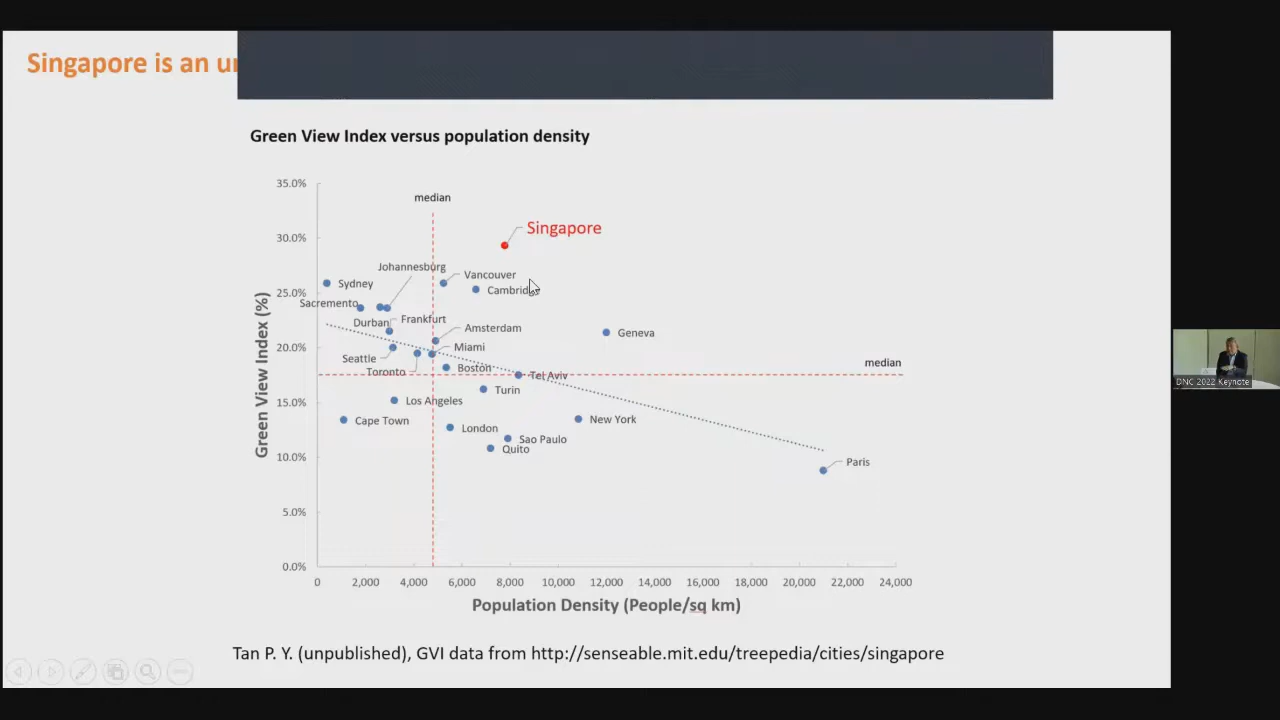 Singapore is an
Green View Index versus population density
35.0%
30.0%
25.0%
20.0%
15.0%
10.0%
5.0%
0.0%
Green View Index (%)
median
Singapore
Johannesburg
Vancouver
Sydney
Cambridge
Sacremento
Durban
Frankfurt
Amsterdam
Geneva
Miami
Seattle
median
Toronto
Boston
Tel Aviv
Turin
Los Angeles
Cape Town
New York
London
Sao Paulo
Quito
Paris
0 2,000 4,000 6,000 8,000 10,000 12,000 14,000 16,000 18,000 20,000 22,000 24,000
Population Density (People/sq km)
Tan P. Y. (unpublished), GVI data from http://senseable.mit.edu/treepedia/cities/singapore
DNC 2022 Keynote